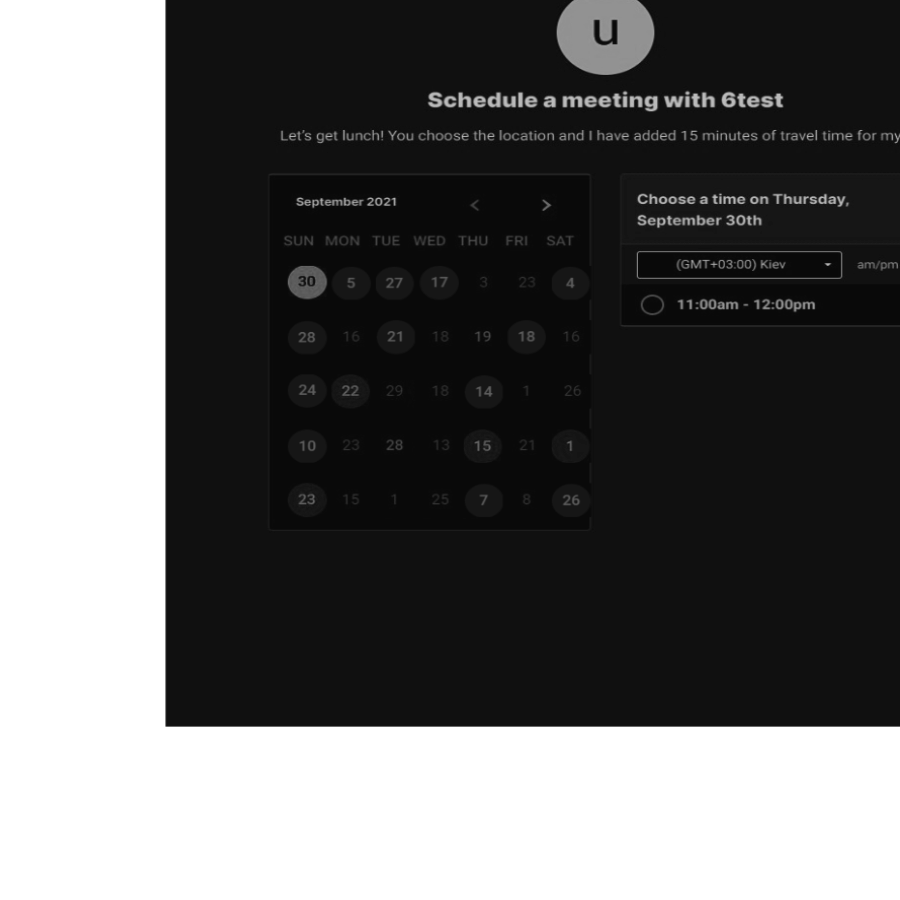 u
Schedule a meeting with 6test
Let's get lunch! You choose the location and I have added 15 minutes of travel time for my
September 2021 < >
SUN MON TUE WED THU FRI SAT
30 5 27 17 3 23 4
28 16 21 18 19 18 16
24 22 29 18 14 1 26
10 23 28 13 15 21 1
23 15 1 25 7 8 26
Choose a time on Thursday,
September 30th
(GMT+03:00) Kiev am/pm
11:00am - 12:00pm